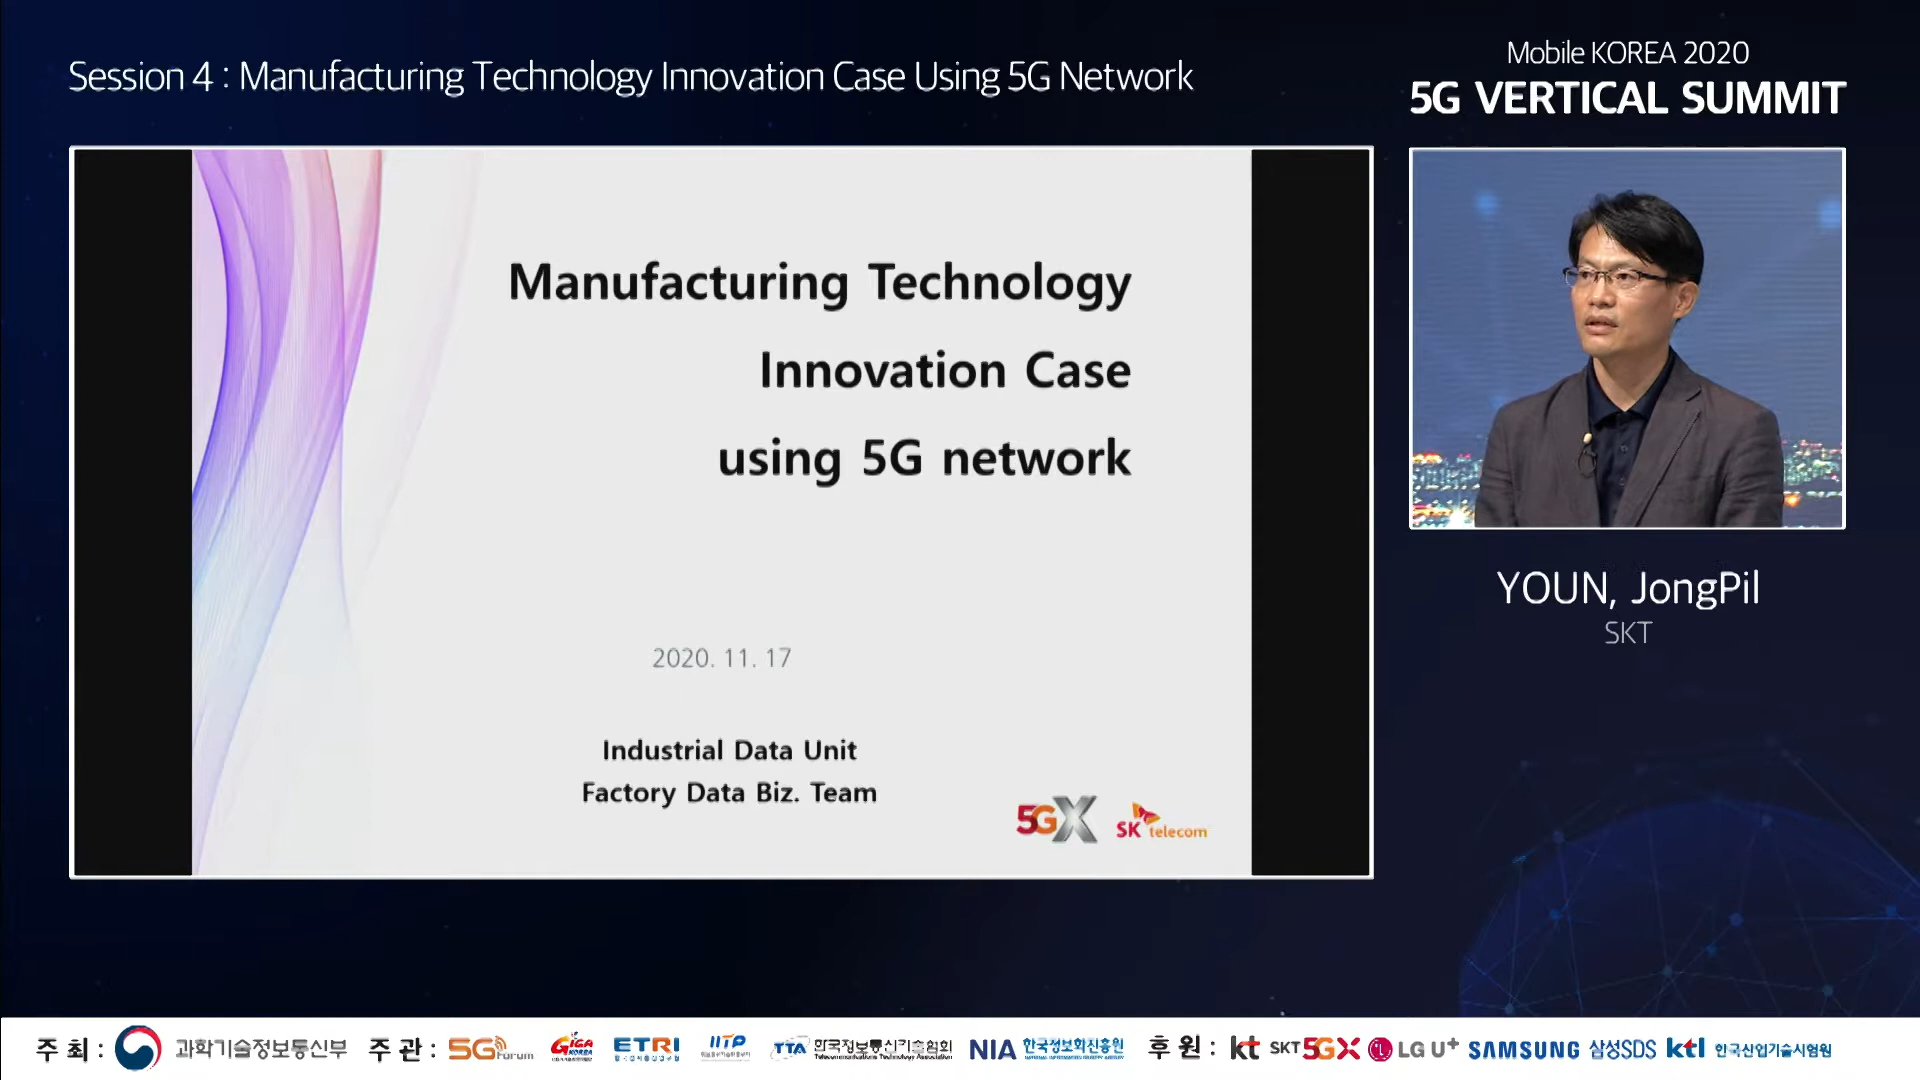 Session 4 : Manufacturing Technology Innovation Case Using 5G Network
Mobile KOREA 2020
5G VERTICAL SUMMIT
Manufacturing Technology
Innovation Case
using 5G network
2020. 11. 17
Industrial Data Unit
Factory Data Biz. Team
5GX SK telecom
YOUN, JongPil
SKT
주 최 : 과학기술정보통신부 주 관 : 5G Forum GIGA KOREA ETRI IITP TTA 한국정보통신기술협회 Telecommunications Technology Association NIA 한국정보화진흥원 후 원 : kt SKT 5GX LG U+ SAMSUNG 삼성SDS ktl 한국산업기술시험원